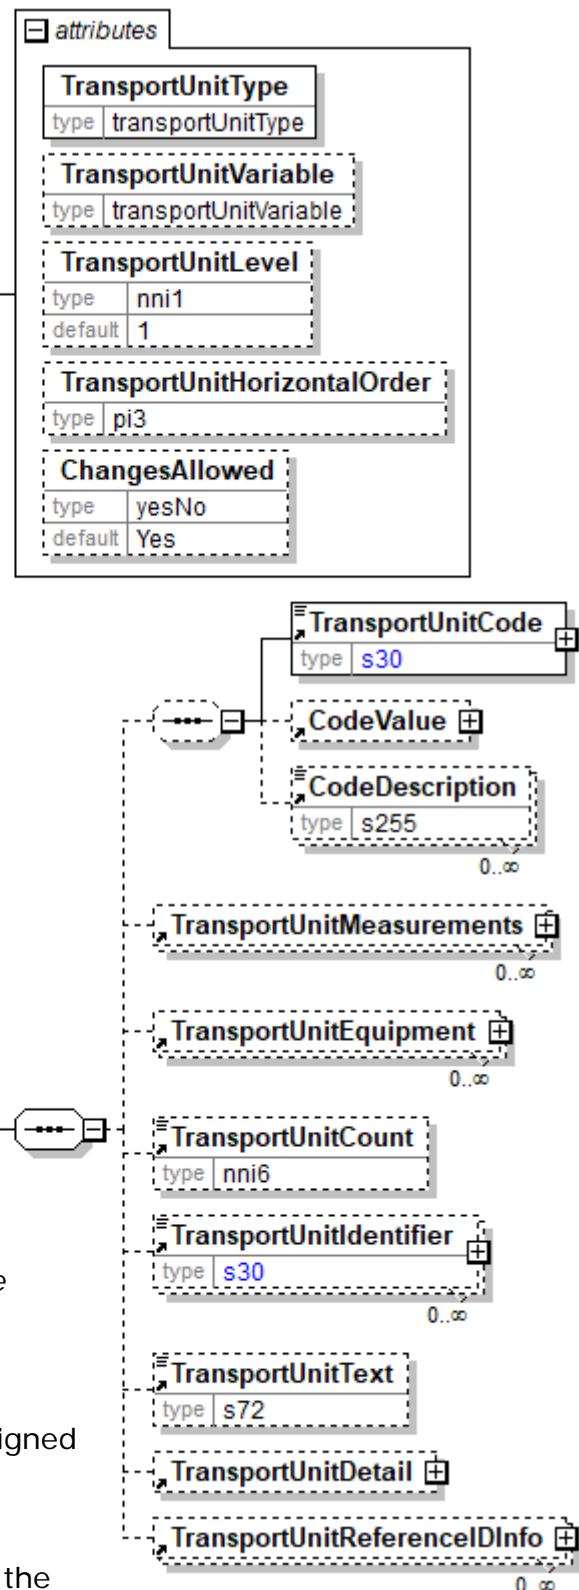 attributes
TransportUnitType
type transportUnitType
TransportUnitVariable
type transportUnitVariable
TransportUnitLevel
type nni1
default 1
TransportUnitHorizontalOrder
type pi3
ChangesAllowed
type yesNo
default Yes
TransportUnitCode
type s30
CodeValue
CodeDescription
type s255
0..∞
TransportUnitMeasurements
0..∞
TransportUnitEquipment
0..∞
TransportUnitCount
type nni6
TransportUnitIdentifier
type s30
e
0..∞
TransportUnitText
type s72
igned
TransportUnitDetail
TransportUnitReferenceIDInfo
the
0..∞